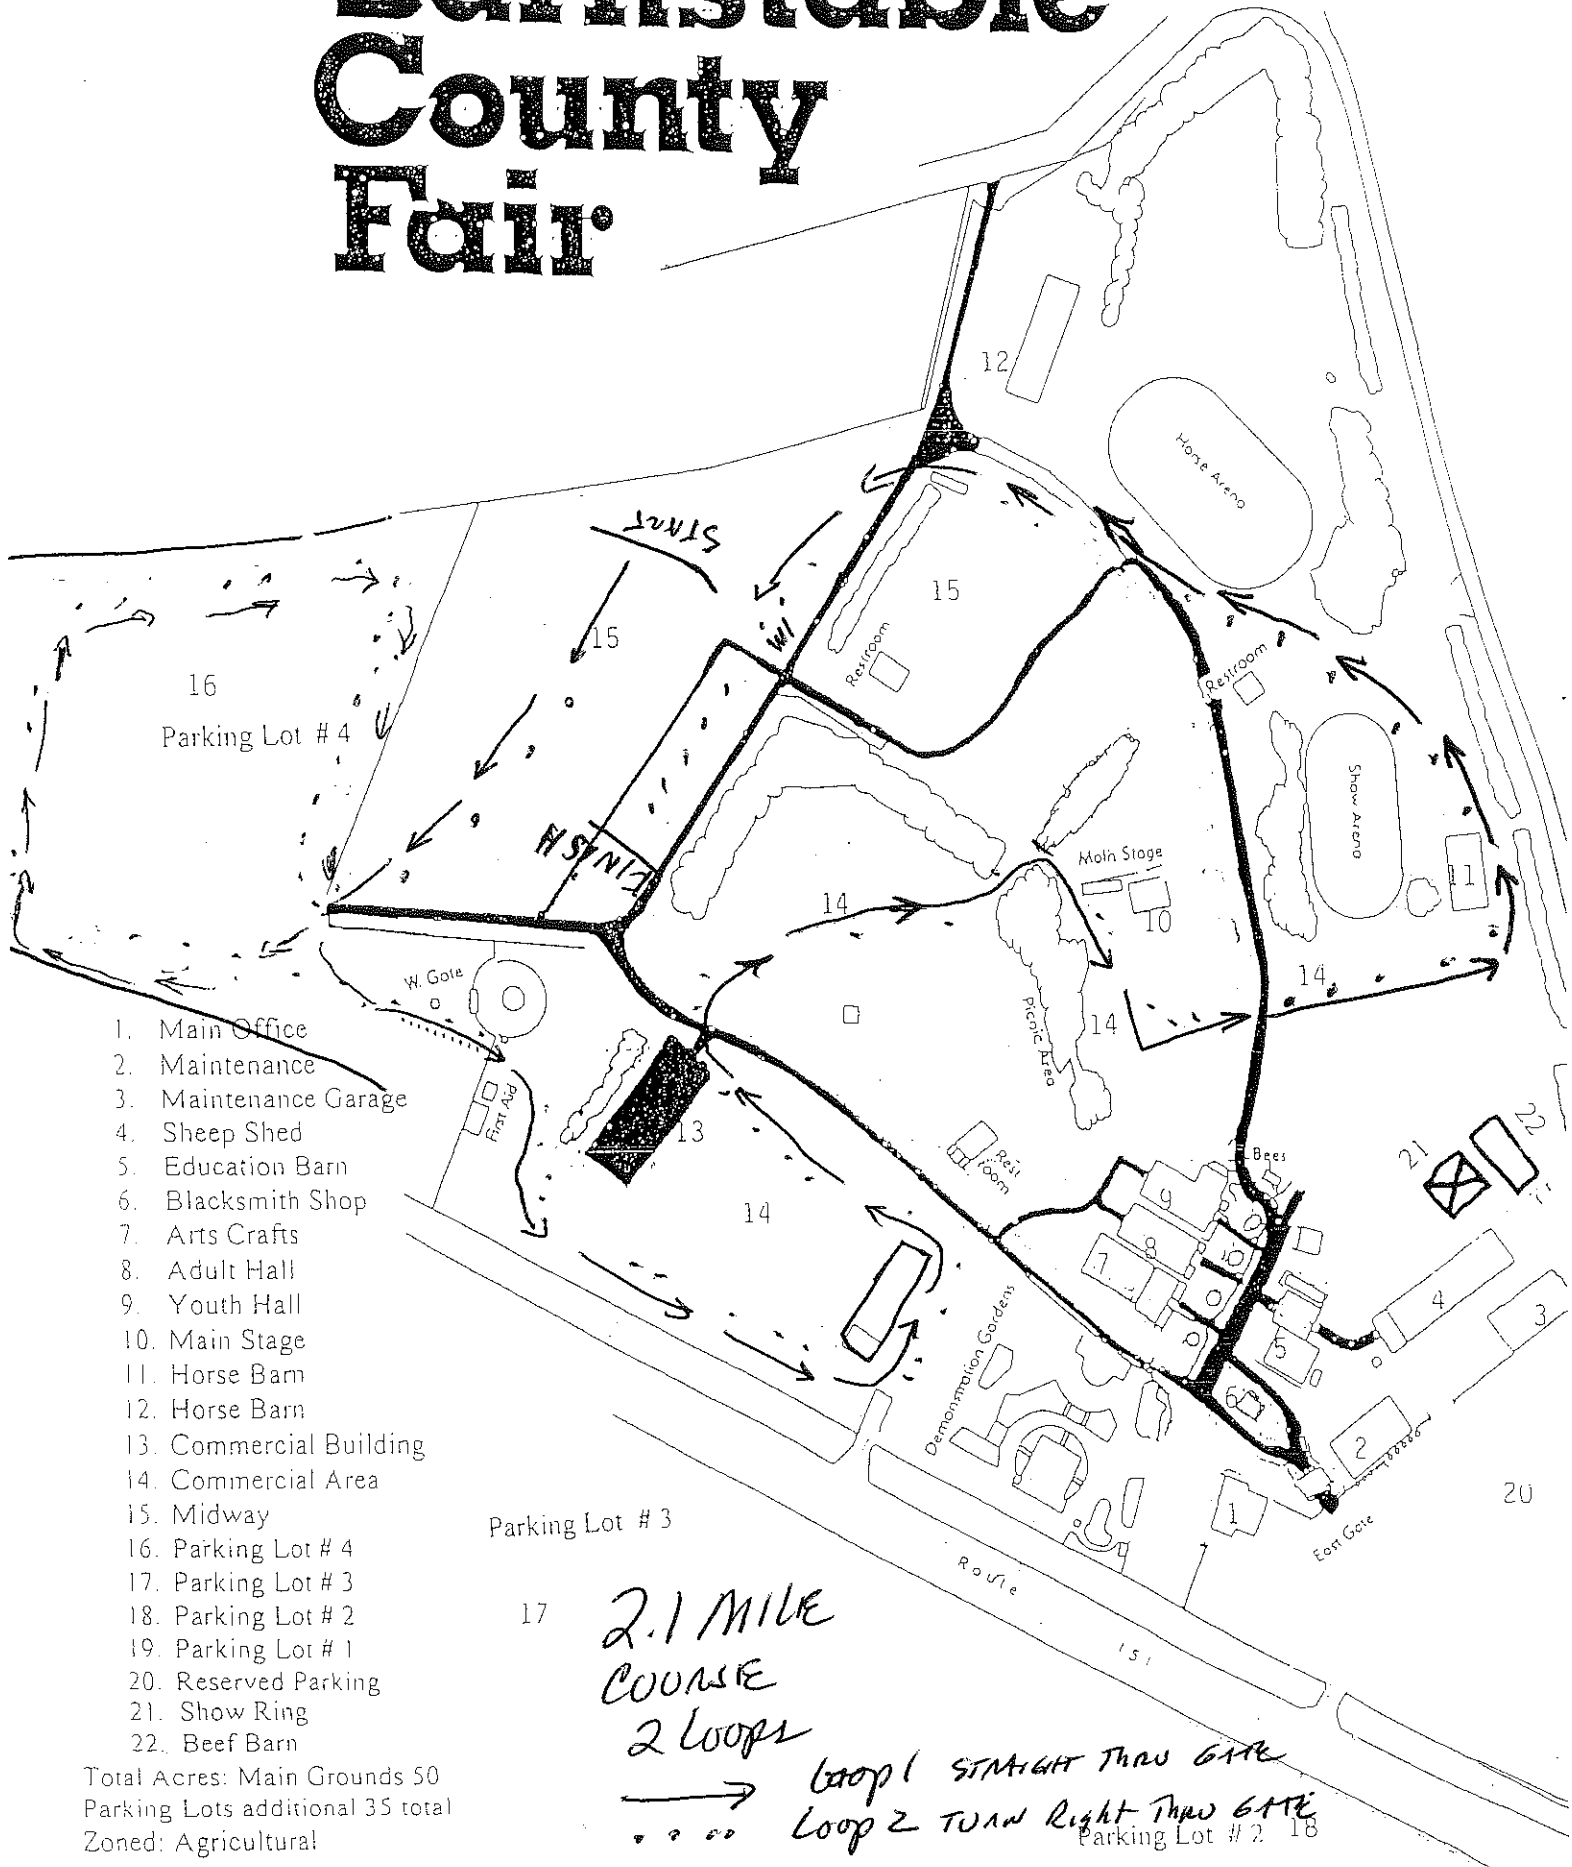 Barnstable
County
Fair
12
Horse Arena
START
15
15
M1
Restroom
Restroom
16
Parking Lot # 4
Show Arena
FINISH
Main Stage
14
10
11
14
W. Gate
Picnic Area
14
First Aid
13
Rest room
Bees
21
22
14
9
8
7
Demonstration Gardens
5
4
3
6
2
1
East Gate
20
1. Main Office
2. Maintenance
3. Maintenance Garage
4. Sheep Shed
5. Education Barn
6. Blacksmith Shop
7. Arts Crafts
8. Adult Hall
9. Youth Hall
10. Main Stage
11. Horse Barn
12. Horse Barn
13. Commercial Building
14. Commercial Area
15. Midway
16. Parking Lot # 4
17. Parking Lot # 3
18. Parking Lot # 2
19. Parking Lot # 1
20. Reserved Parking
21. Show Ring
22. Beef Barn
Total Acres: Main Grounds 50
Parking Lots additional 35 total
Zoned: Agricultural
Parking Lot # 3
17
Route 151
2.1 MILE
COURSE
2 Loops
Loop 1 STRAIGHT THRU GATE
Loop 2 TURN Right THRU GATE
Parking Lot # 2 18